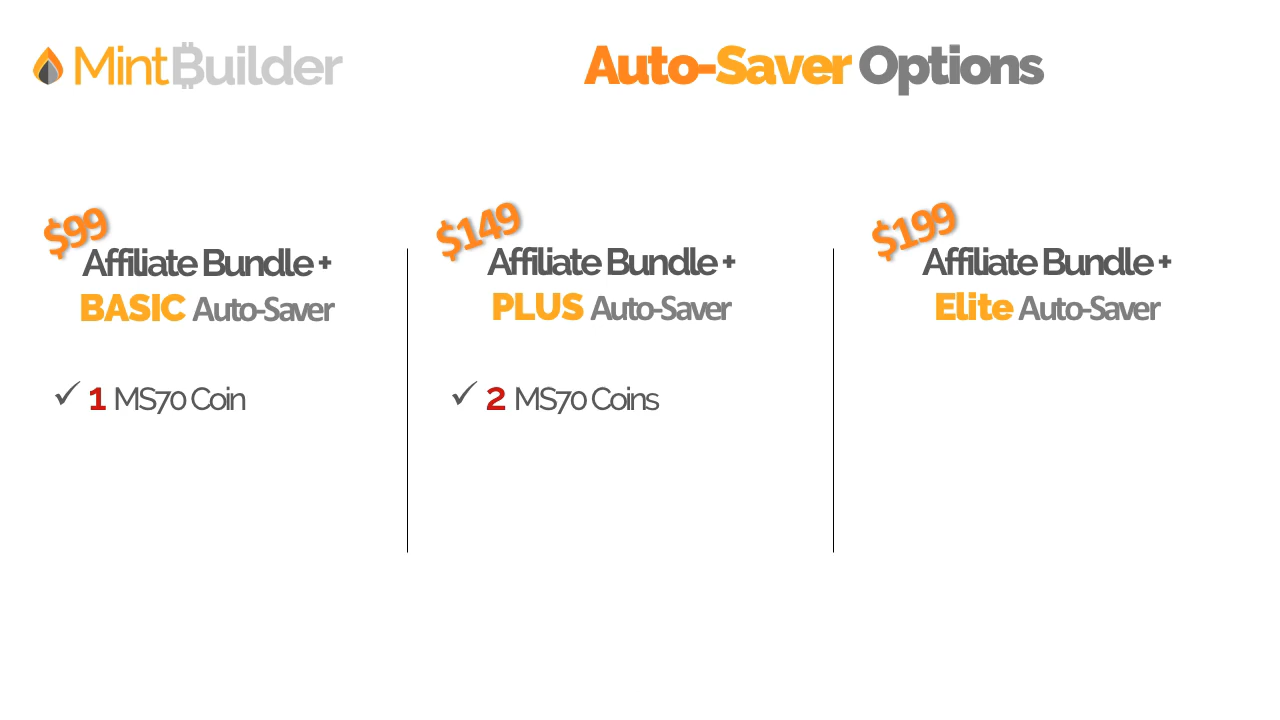 MintBuilder
Auto-Saver Options
$99
Affiliate Bundle +
BASIC Auto-Saver
✓ 1 MS70 Coin
$149
Affiliate Bundle +
PLUS Auto-Saver
✓ 2 MS70 Coins
$199
Affiliate Bundle +
Elite Auto-Saver